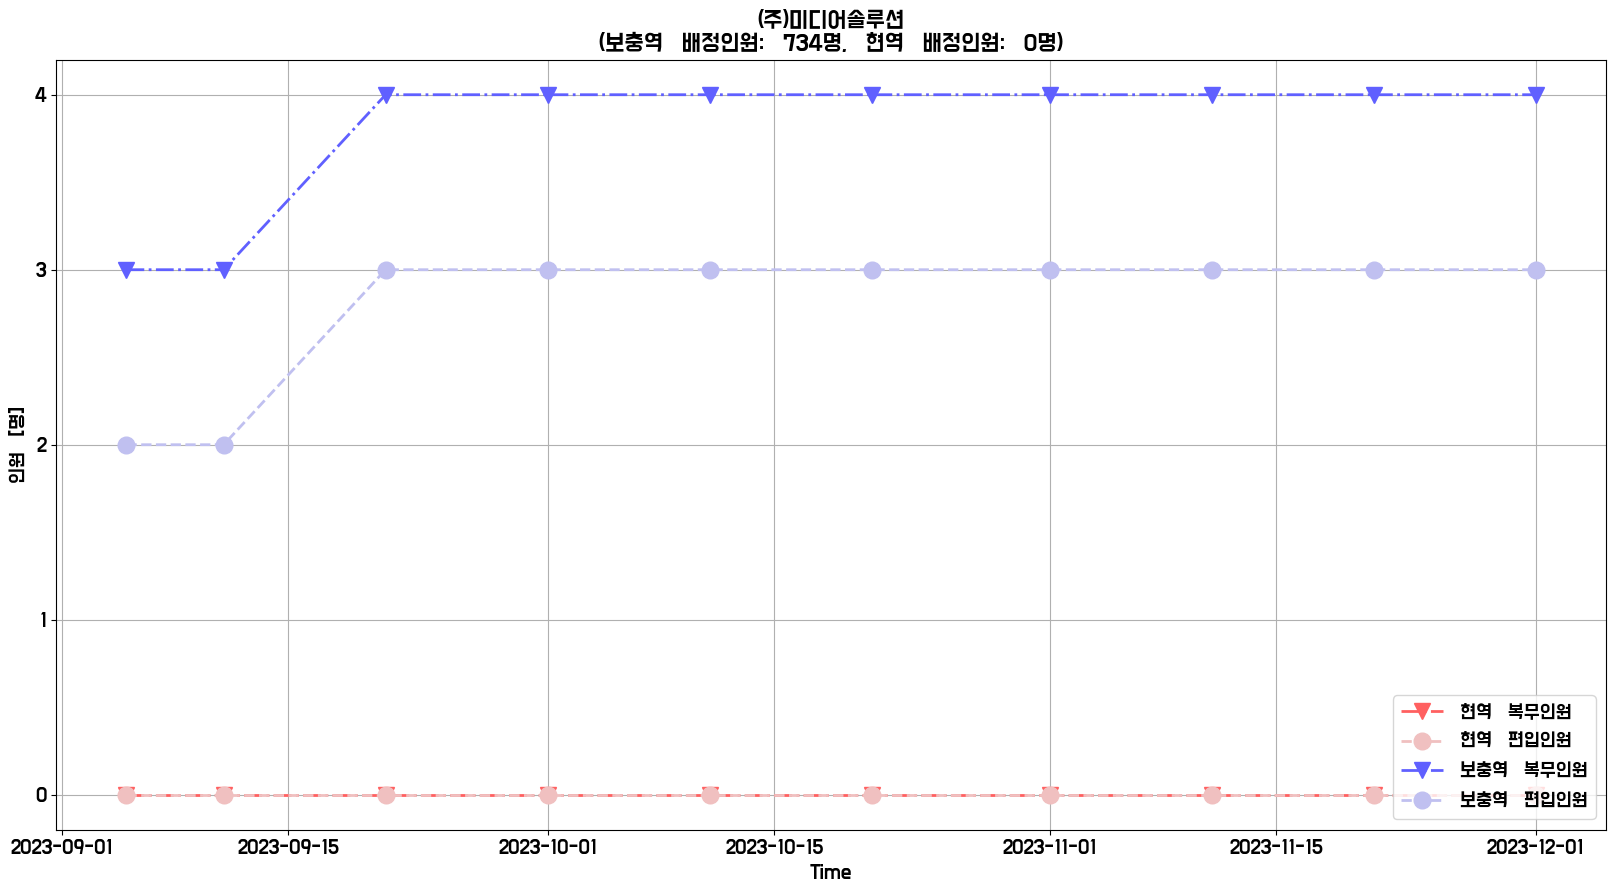 (주)미디어솔루션
(보충역 배정인원: 734명, 현역 배정인원: 0명)
4
3
2
1
0
인원 [명]
현역 복무인원
현역 편입인원
보충역 복무인원
보충역 편입인원
2023-09-01 2023-09-15 2023-10-01 2023-10-15 2023-11-01 2023-11-15 2023-12-01
Time